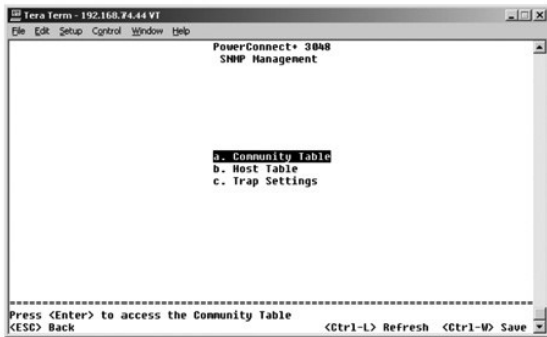 Tera Term - 192.168.74.44 VT
File Edit Setup Control Window Help
PowerConnect+ 3048
SNMP Management
a. Community Table
b. Host Table
c. Trap Settings
Press <Enter> to access the Community Table
<ESC> Back <Ctrl-L> Refresh <Ctrl-W> Save